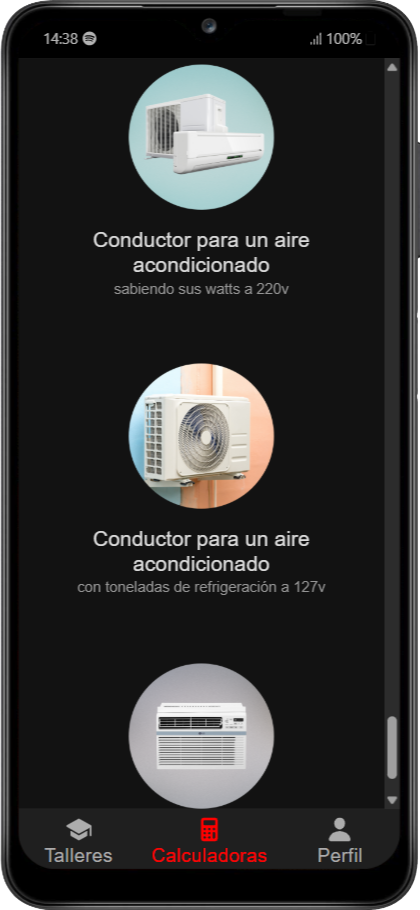 14:38
100%
Conductor para un aire
acondicionado
sabiendo sus watts a 220v
Conductor para un aire
acondicionado
con toneladas de refrigeración a 127v
Talleres
Calculadoras
Perfil